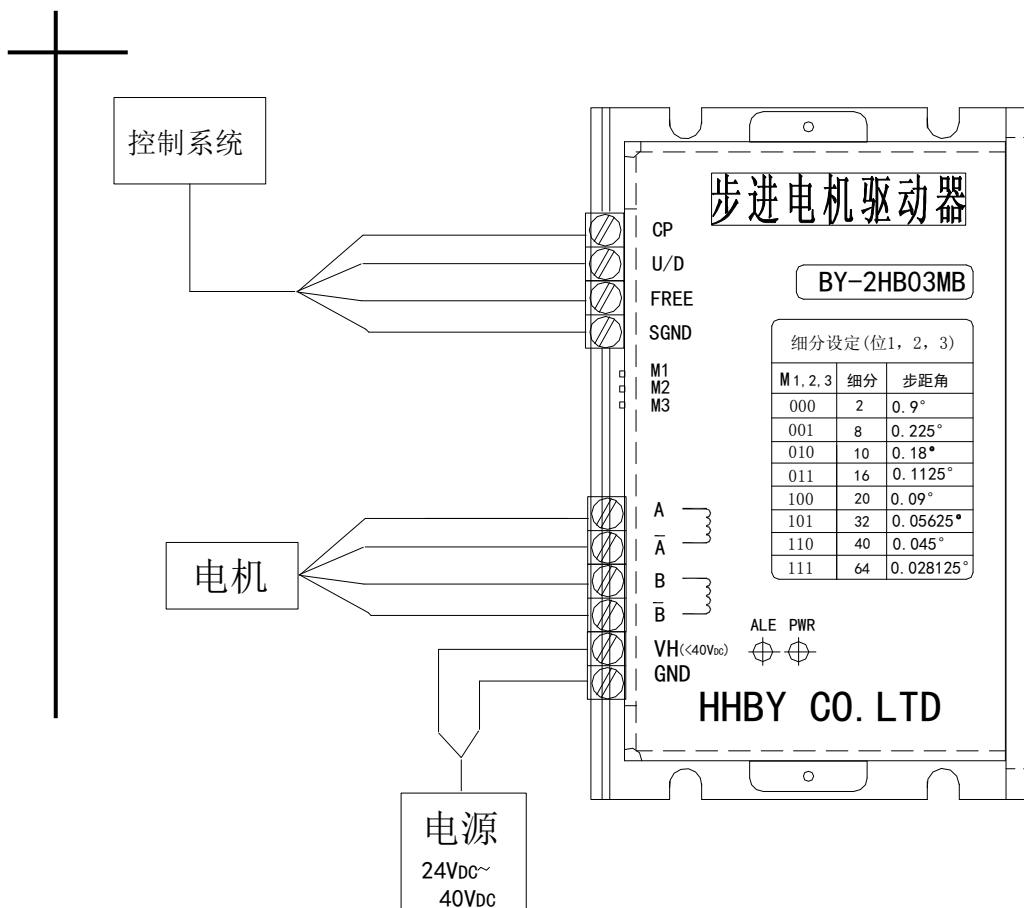 控制系统
步进电机驱动器
CP
U/D
BY-2HB03MB
FREE
SGND
细分设定(位1, 2, 3)
M1
M2
M3
M 1,2,3 细分 步距角
000 2 0.9°
001 8 0.225°
010 10 0.18°
011 16 0.1125°
100 20 0.09°
101 32 0.05625°
110 40 0.045°
111 64 0.028125°
A
A̅
B
B̅
电机
ALE PWR
VH(<40VDC)
GND
HHBY CO.LTD
电源
24VDC~
40VDC